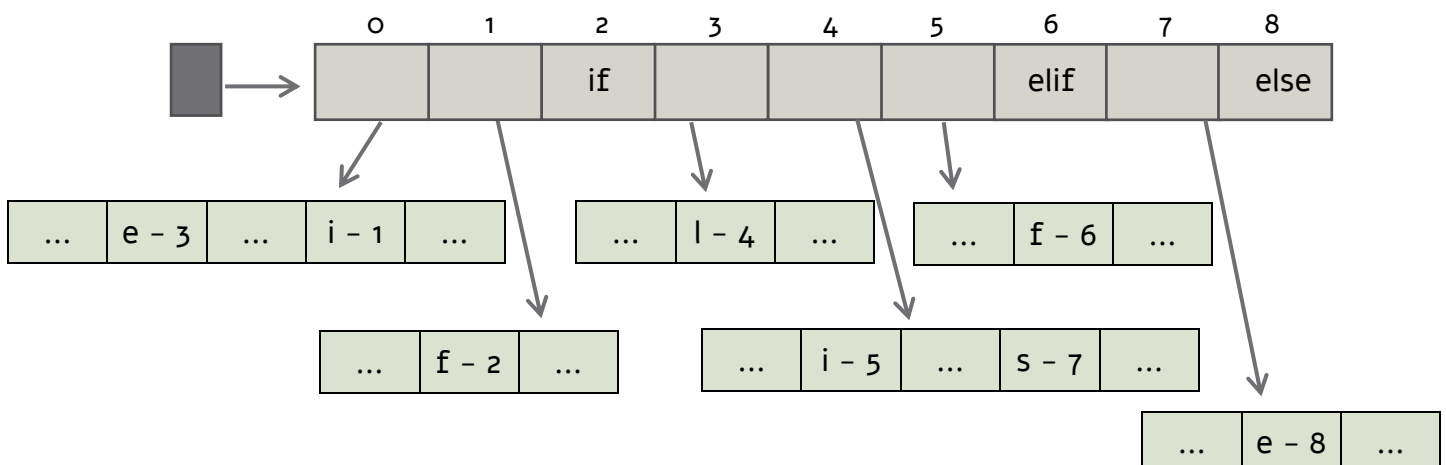 0 1 2 3 4 5 6 7 8
if elif else
... e – 3 ... i – 1 ...
... l – 4 ...
... f – 6 ...
... f – 2 ...
... i – 5 ... s – 7 ...
... e – 8 ...